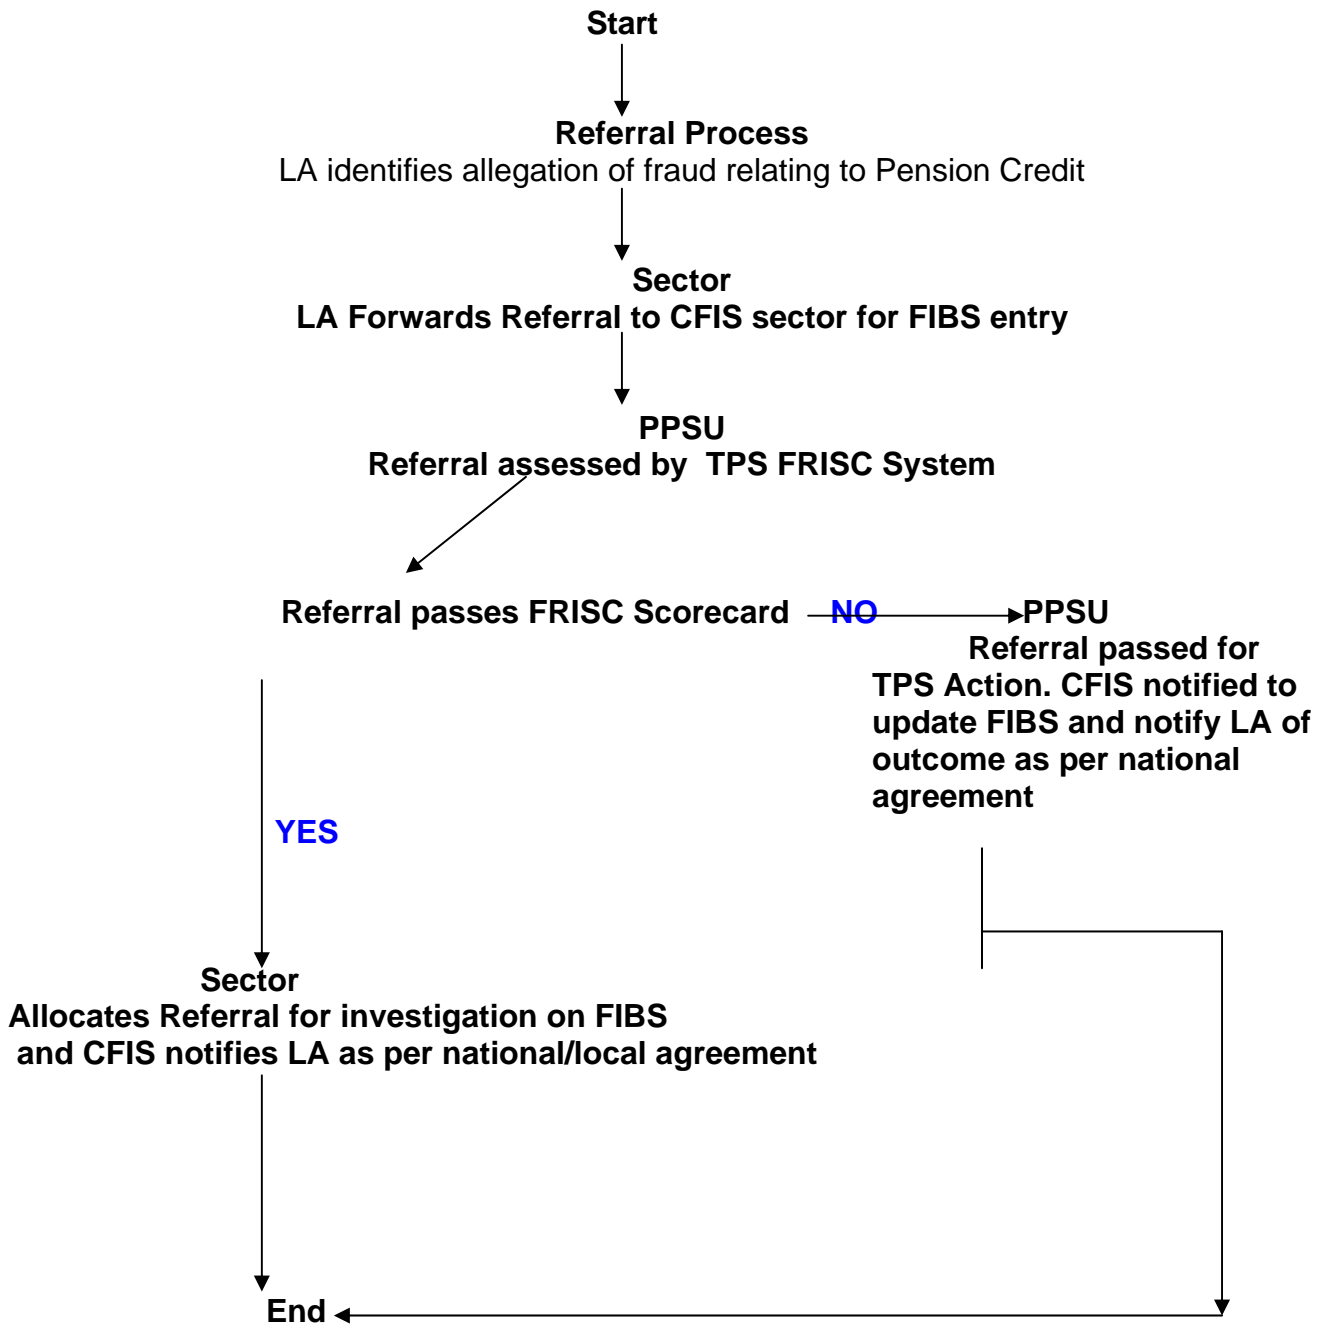 Start
Referral Process
LA identifies allegation of fraud relating to Pension Credit
Sector
LA Forwards Referral to CFIS sector for FIBS entry
PPSU
Referral assessed by TPS FRISC System
Referral passes FRISC Scorecard NO PPSU
Referral passed for
TPS Action. CFIS notified to
update FIBS and notify LA of
outcome as per national
agreement
YES
Sector
Allocates Referral for investigation on FIBS
and CFIS notifies LA as per national/local agreement
End